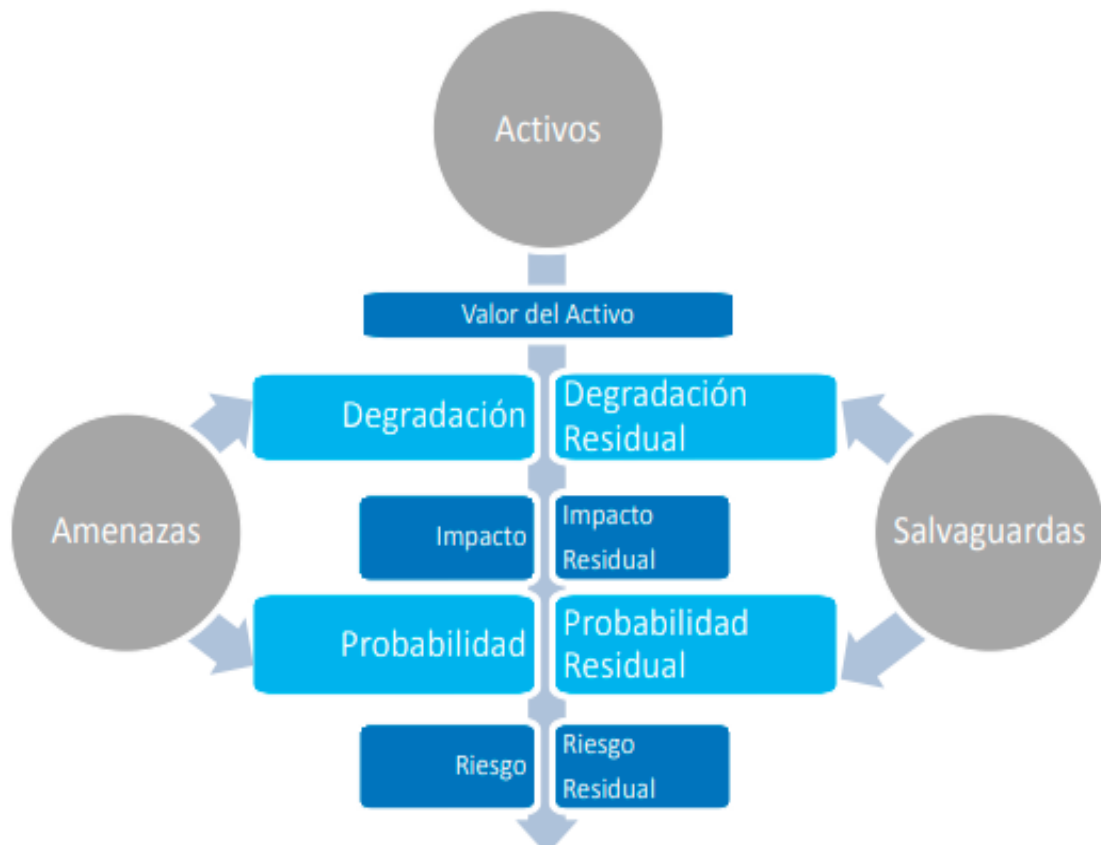 Activos
Valor del Activo
Degradación
Degradación
Residual
Amenazas
Impacto
Impacto
Residual
Salvaguardas
Probabilidad
Probabilidad
Residual
Riesgo
Riesgo
Residual